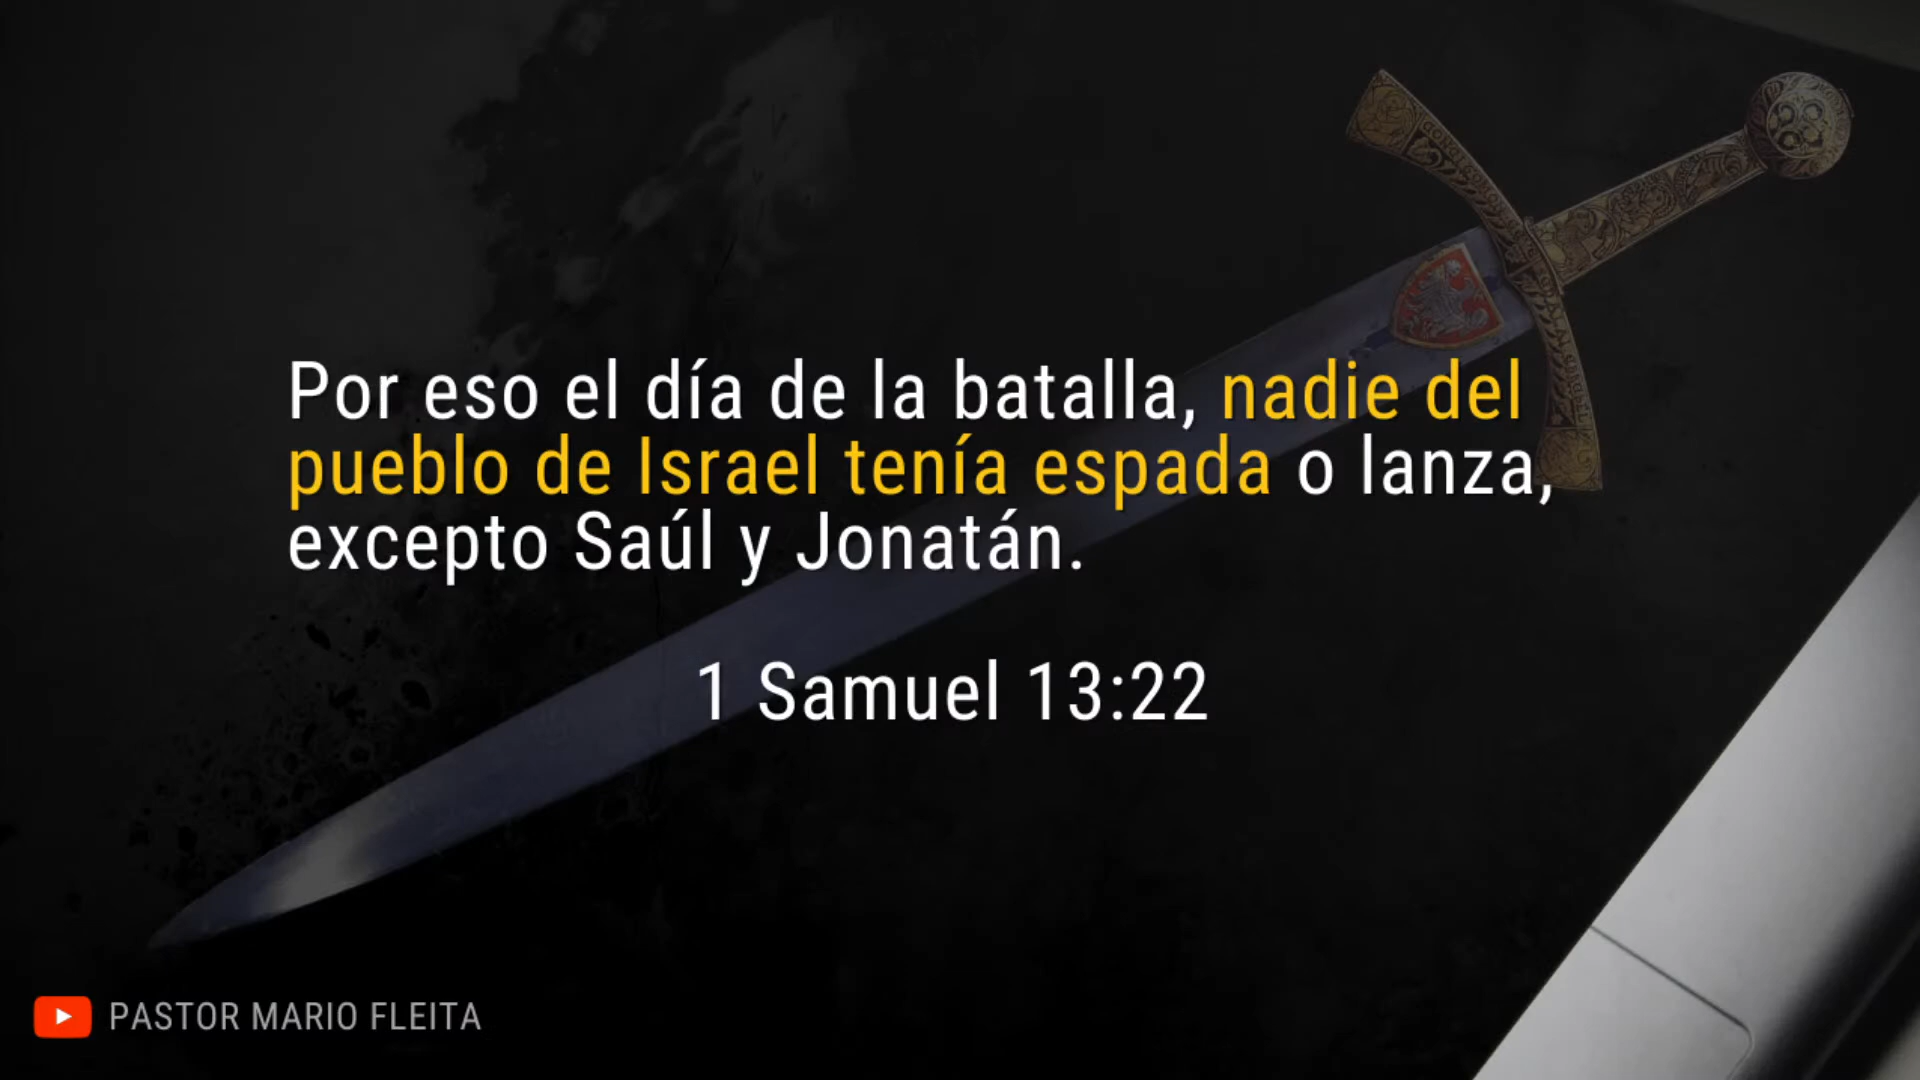 Por eso el día de la batalla, nadie del
pueblo de Israel tenía espada o lanza,
excepto Saúl y Jonatán.
1 Samuel 13:22
PASTOR MARIO FLEITA